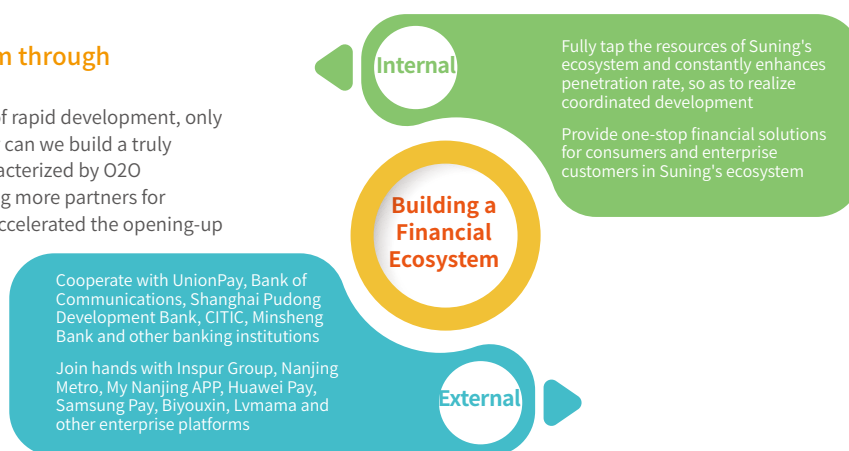 m through
of rapid development, only
can we build a truly
acterized by O2O
g more partners for
ccelerated the opening-up
Internal
Fully tap the resources of Suning's
ecosystem and constantly enhances
penetration rate, so as to realize
coordinated development
Provide one-stop financial solutions
for consumers and enterprise
customers in Suning's ecosystem
Building a
Financial
Ecosystem
Cooperate with UnionPay, Bank of
Communications, Shanghai Pudong
Development Bank, CITIC, Minsheng
Bank and other banking institutions
Join hands with Inspur Group, Nanjing
Metro, My Nanjing APP, Huawei Pay,
Samsung Pay, Biyouxin, Lvmama and
other enterprise platforms
External